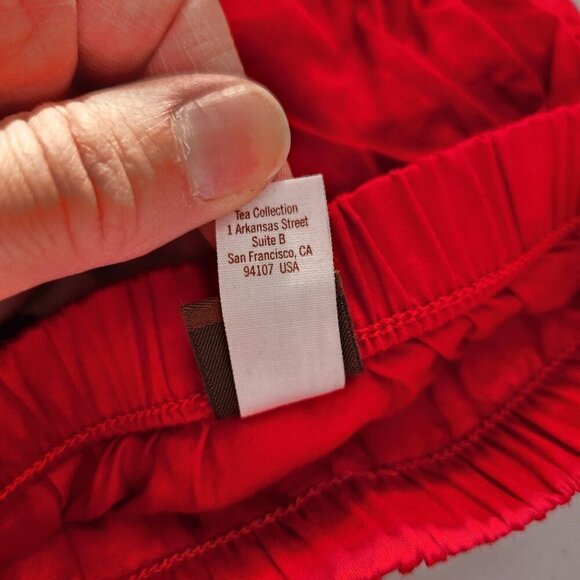 Tea Collection
1 Arkansas Street
Suite B
San Francisco, CA
94107 USA